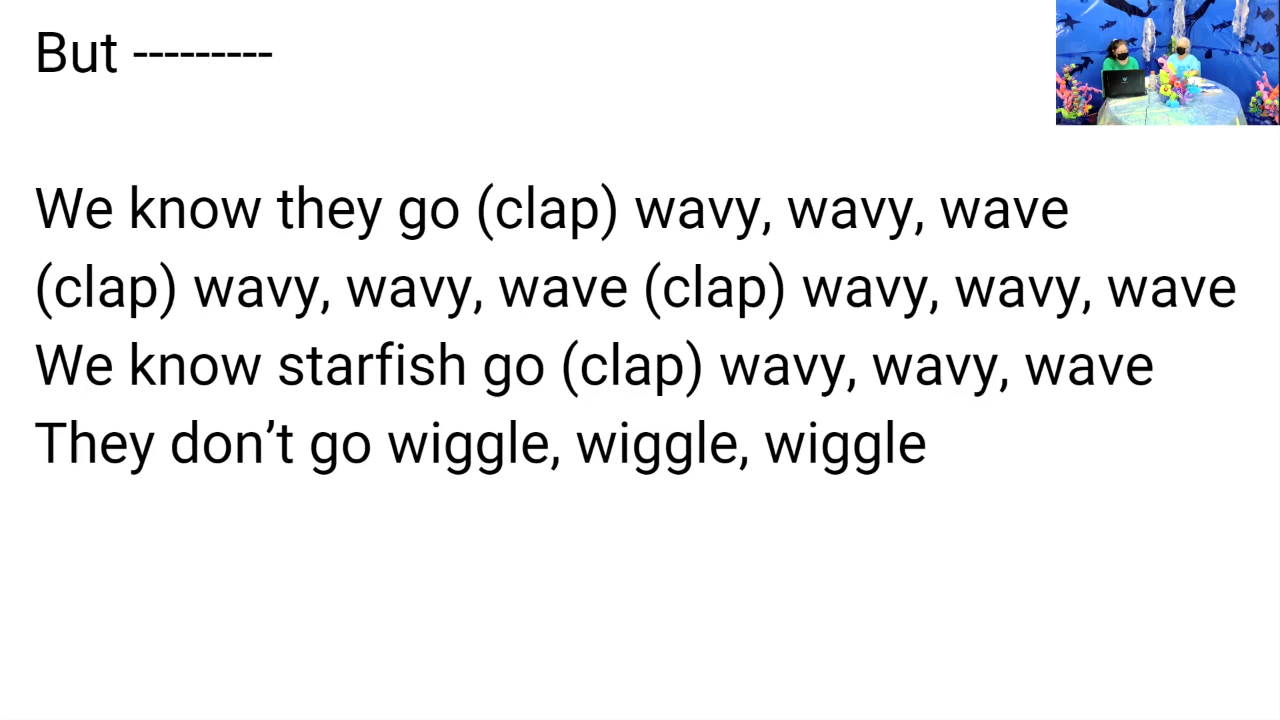 But ---------
We know they go (clap) wavy, wavy, wave
(clap) wavy, wavy, wave (clap) wavy, wavy, wave
We know starfish go (clap) wavy, wavy, wave
They don’t go wiggle, wiggle, wiggle